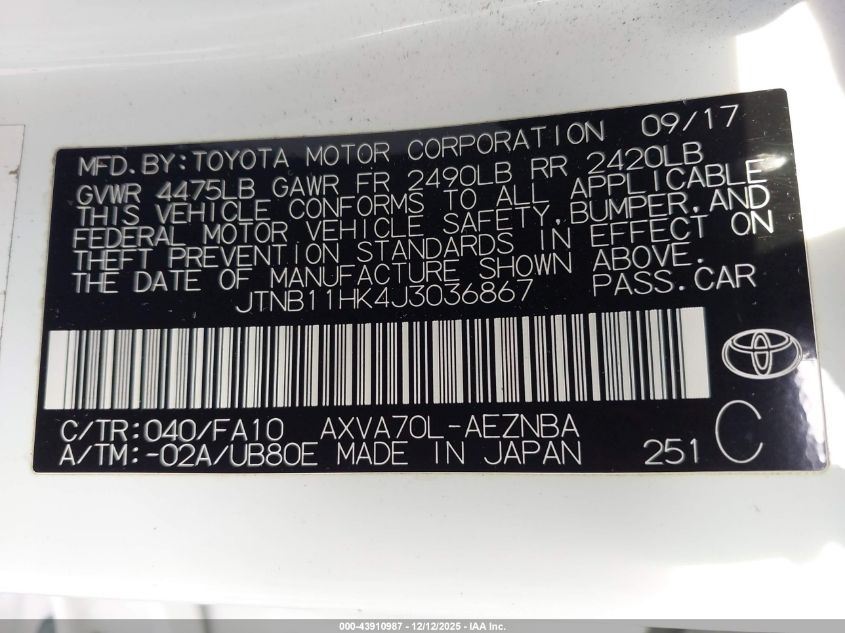 MFD.BY:TOYOTA MOTOR CORPORATION 09/17
GVWR 4475LB GAWR FR 2490LB RR 2420LB
THIS VEHICLE CONFORMS TO ALL APPLICABLE
FEDERAL MOTOR VEHICLE SAFETY,BUMPER,AND
THEFT PREVENTION STANDARDS IN EFFECT ON
THE DATE OF MANUFACTURE SHOWN ABOVE.
JTNB11HK4J3036867 PASS.CAR
C/TR:040/FA10 AXVA70L-AEZNBA C
A/TM:-02A/UB80E MADE IN JAPAN 251
000-43910987 - 12/12/2025 - IAA Inc.